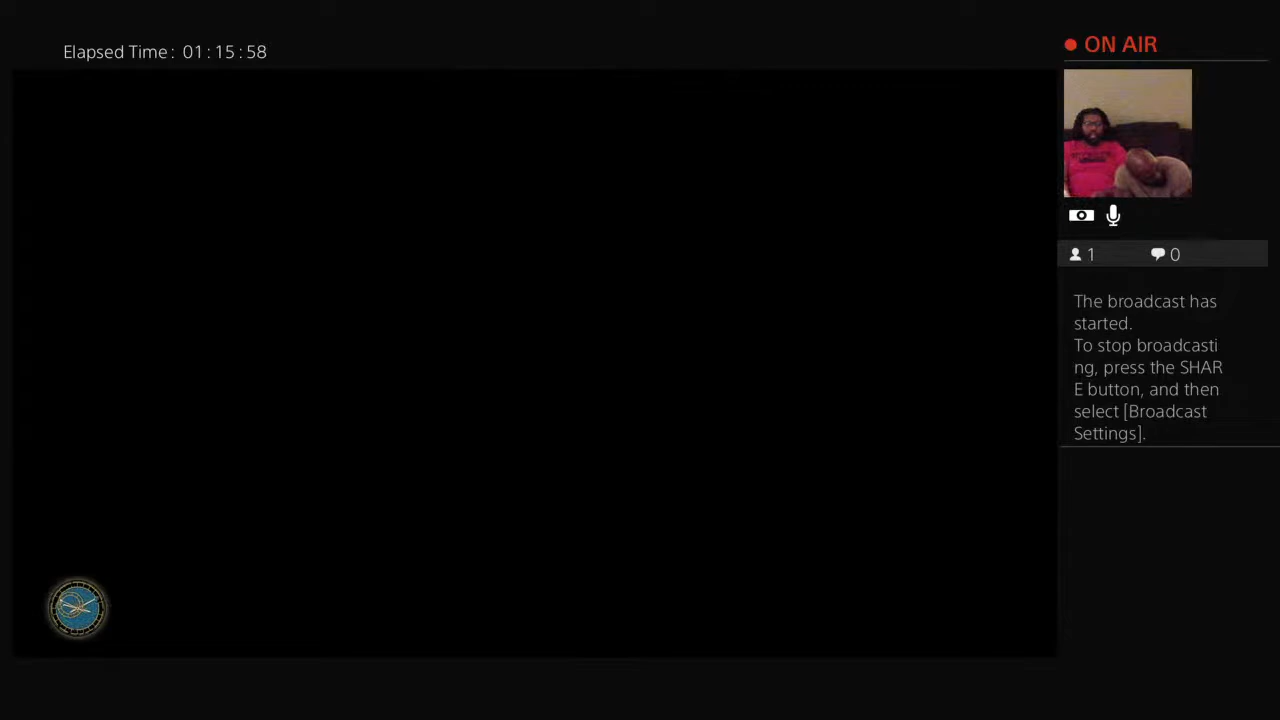 Elapsed Time: 01:15:58
ON AIR
1
0
The broadcast has
started.
To stop broadcasti
ng, press the SHAR
E button, and then
select [Broadcast
Settings].